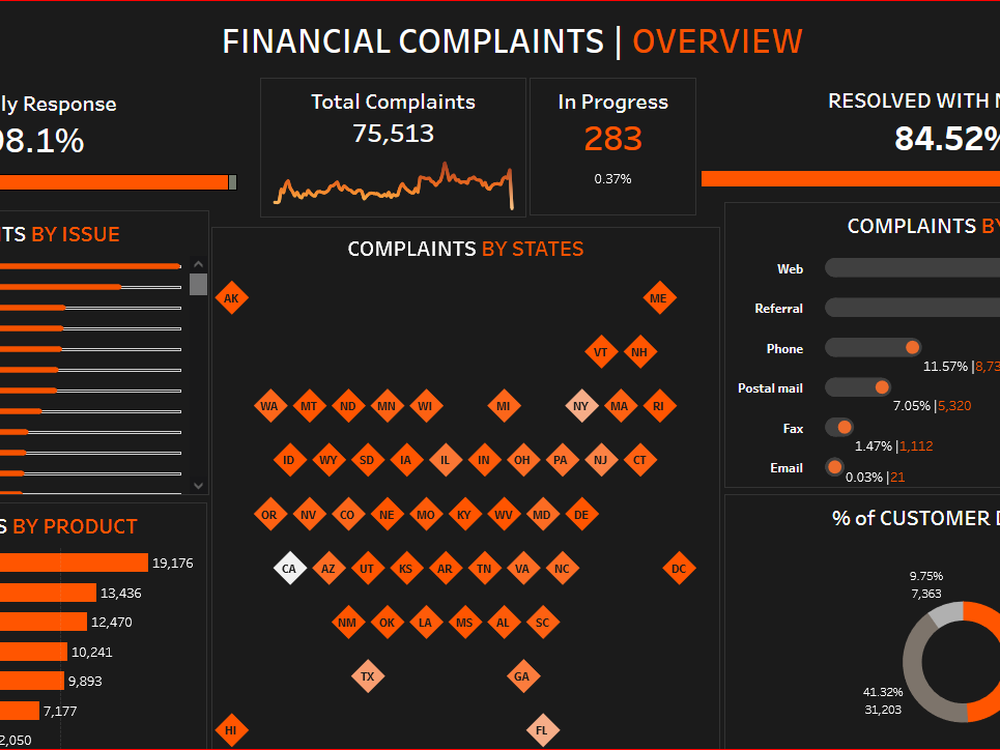 FINANCIAL COMPLAINTS | OVERVIEW
ly Response
98.1%
Total Complaints
75,513
In Progress
283
0.37%
RESOLVED WITH
84.52%
TS BY ISSUE
COMPLAINTS BY STATES
COMPLAINTS BY
AK
ME
VT NH
WA MT ND MN WI MI NY MA RI
ID WY SD IA IL IN OH PA NJ CT
OR NV CO NE MO KY WV MD DE
CA AZ UT KS AR TN VA NC DC
NM OK LA MS AL SC
TX GA
HI FL
Web
Referral
Phone
11.57% |8,73
Postal mail
7.05% |5,320
Fax
1.47% |1,112
Email
0.03% |21
S BY PRODUCT
19,176
13,436
12,470
10,241
9,893
7,177
2,050
% of CUSTOMER D
9.75%
7,363
41.32%
31,203